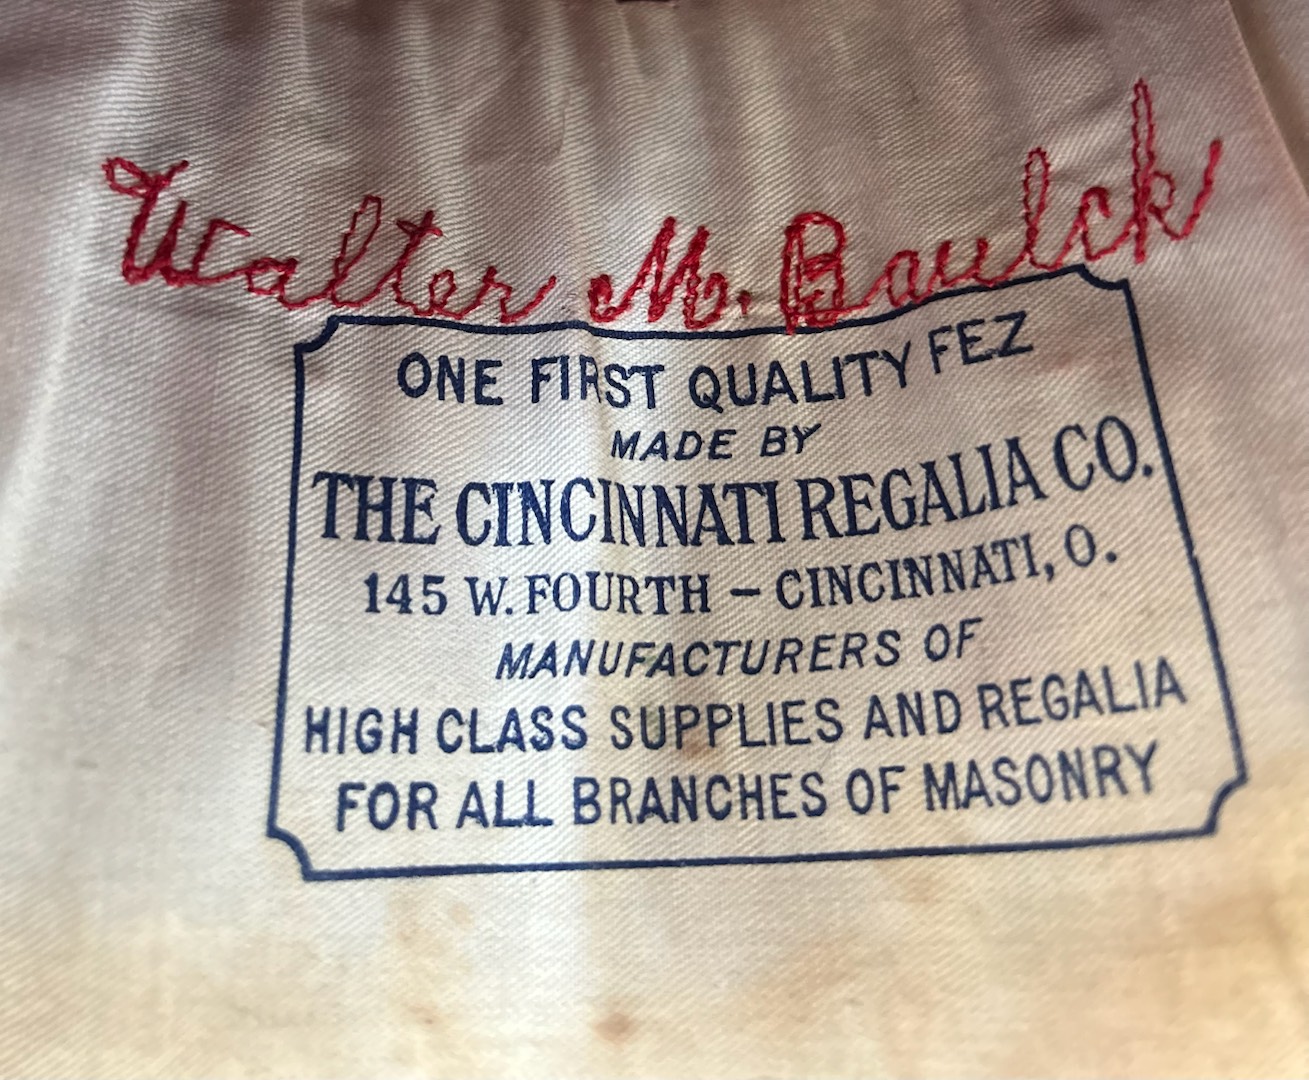 Walter M. Baulck
ONE FIRST QUALITY FEZ
MADE BY
THE CINCINNATI REGALIA CO.
145 W. FOURTH – CINCINNATI, O.
MANUFACTURERS OF
HIGH CLASS SUPPLIES AND REGALIA
FOR ALL BRANCHES OF MASONRY